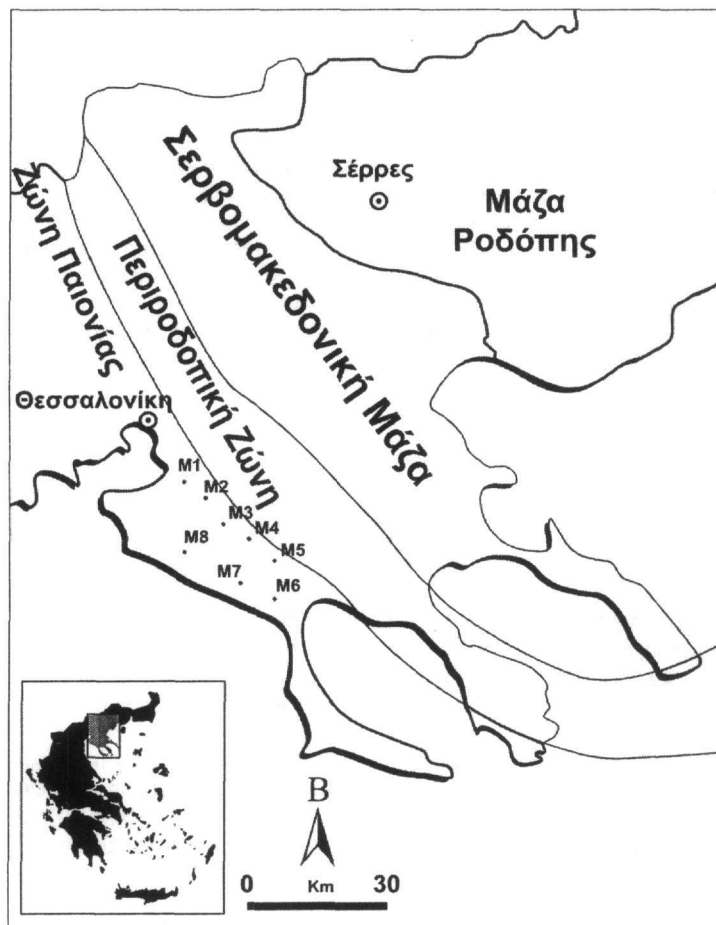 Σέρρες
Μάζα
Ροδόπης
Σερβομακεδονική Μάζα
Ζώνη Παιονίας
Περιροδοπική Ζώνη
Θεσσαλονίκη
M1
M2
M3
M4
M8
M5
M7
M6
B
0 Km 30